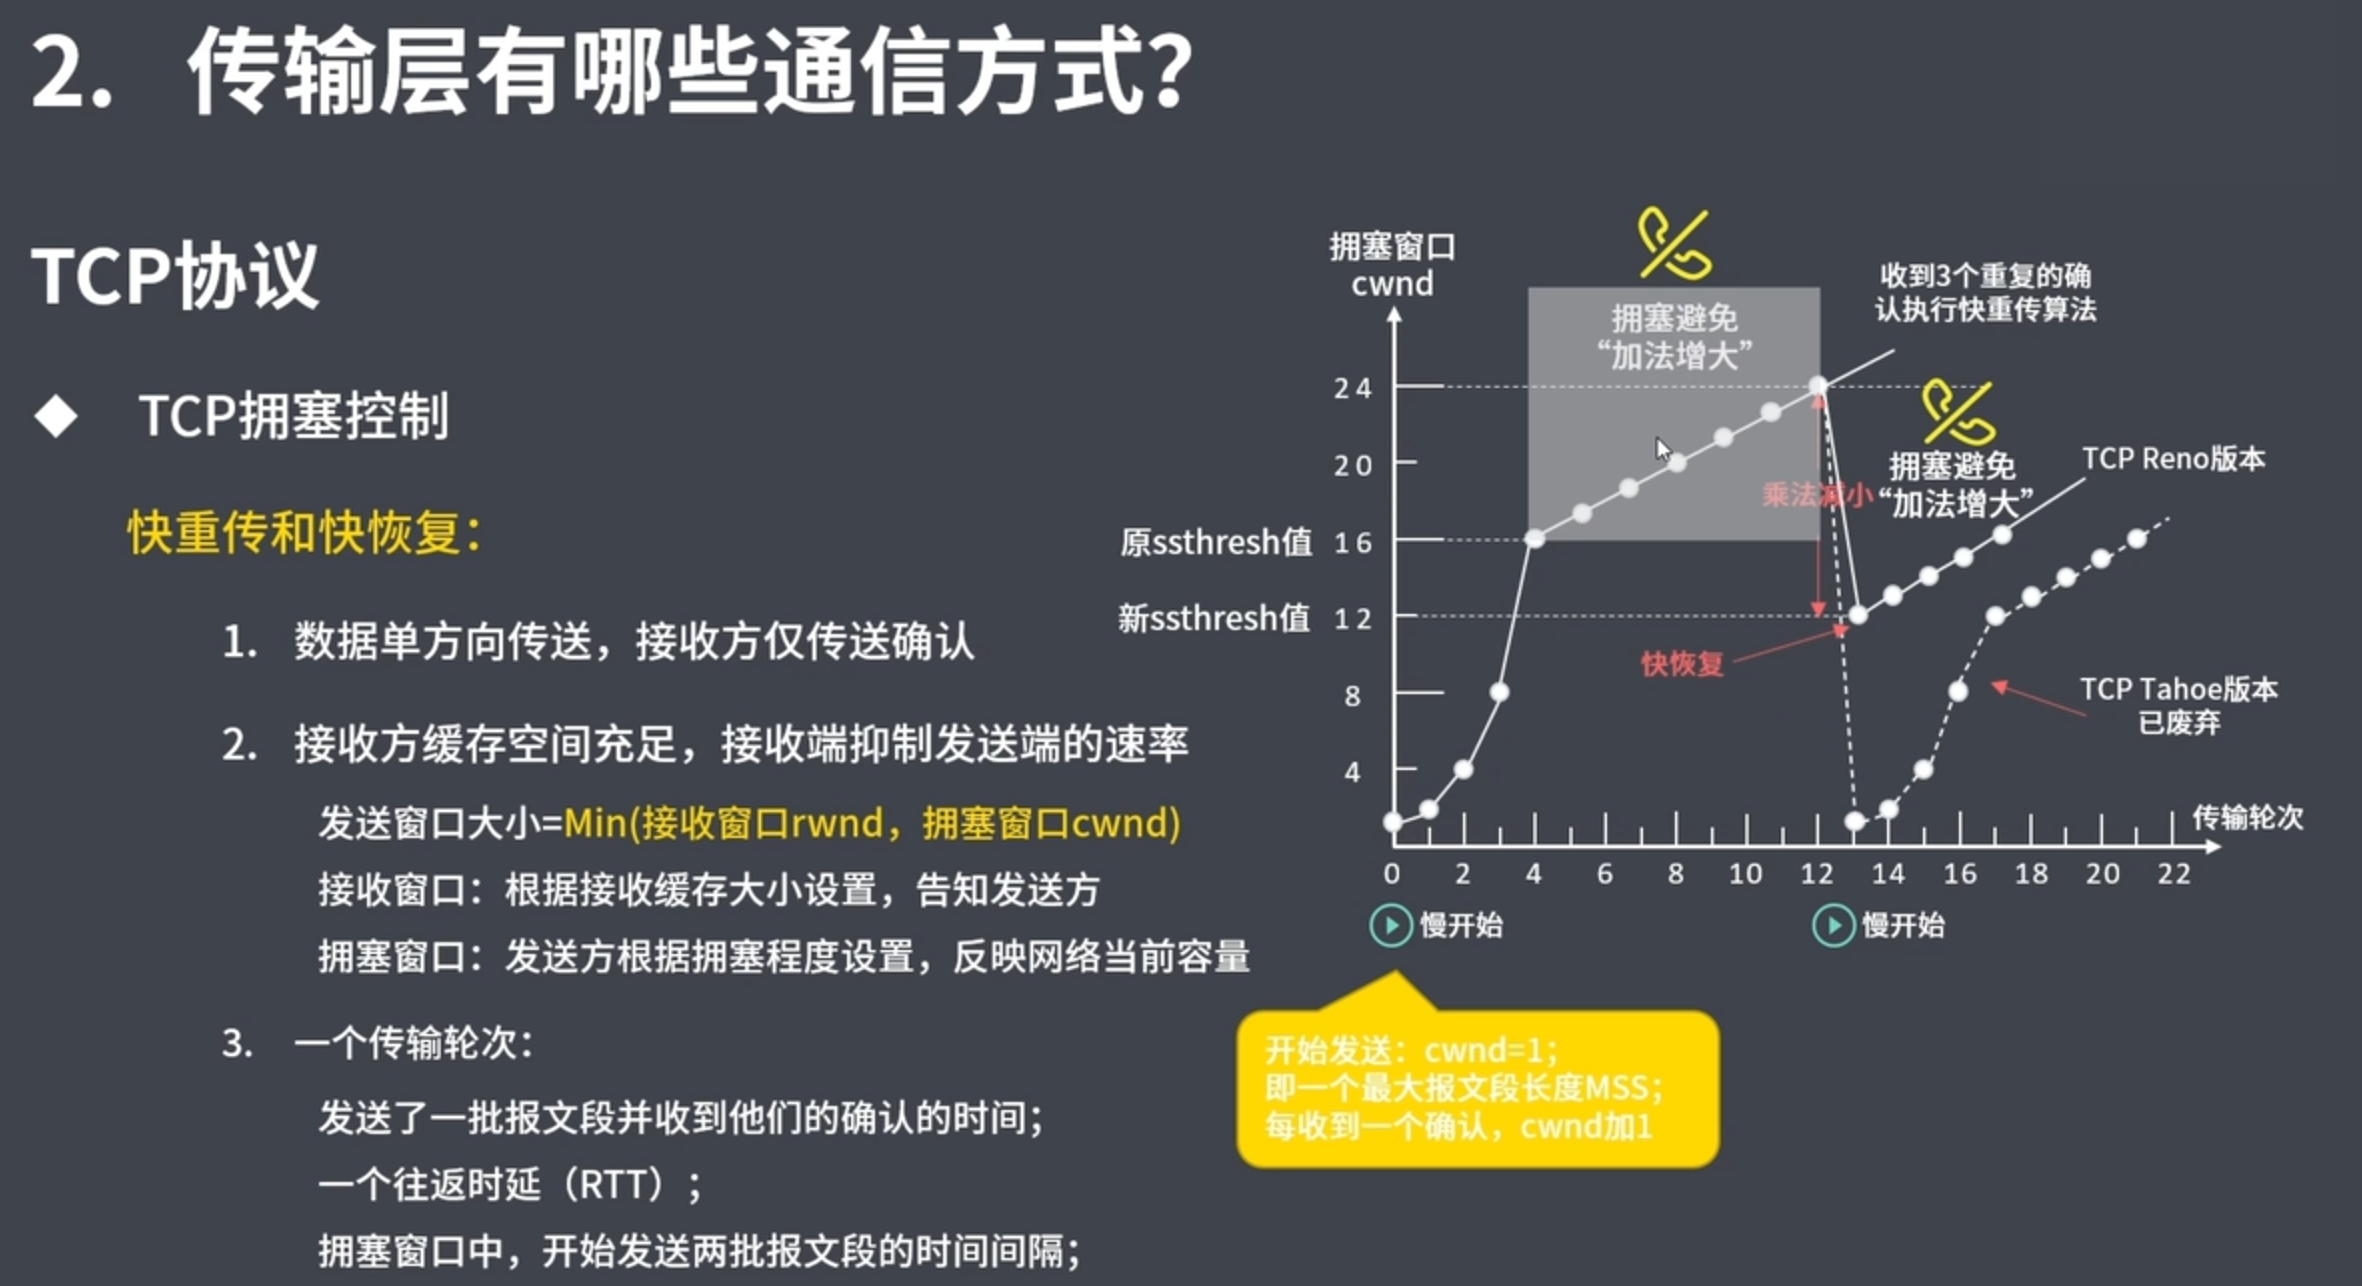 2. 传输层有哪些通信方式?
TCP协议
◆ TCP拥塞控制
快重传和快恢复:
1. 数据单方向传送，接收方仅传送确认
2. 接收方缓存空间充足，接收端抑制发送端的速率
发送窗口大小=Min(接收窗口rwnd，拥塞窗口cwnd)
接收窗口：根据接收缓存大小设置，告知发送方
拥塞窗口：发送方根据拥塞程度设置，反映网络当前容量
3. 一个传输轮次：
发送了一批报文段并收到他们的确认的时间；
一个往返时延（RTT）；
拥塞窗口中，开始发送两批报文段的时间间隔；
拥塞窗口
cwnd
拥塞避免
“加法增大”
收到3个重复的确
认执行快重传算法
24
20
原ssthresh值 16
新ssthresh值 12
8
4
乘法减小
拥塞避免
“加法增大”
TCP Reno版本
快恢复
TCP Tahoe版本
已废弃
传输轮次
0 2 4 6 8 10 12 14 16 18 20 22
慢开始
慢开始
开始发送：cwnd=1；
即一个最大报文段长度MSS；
每收到一个确认，cwnd加1